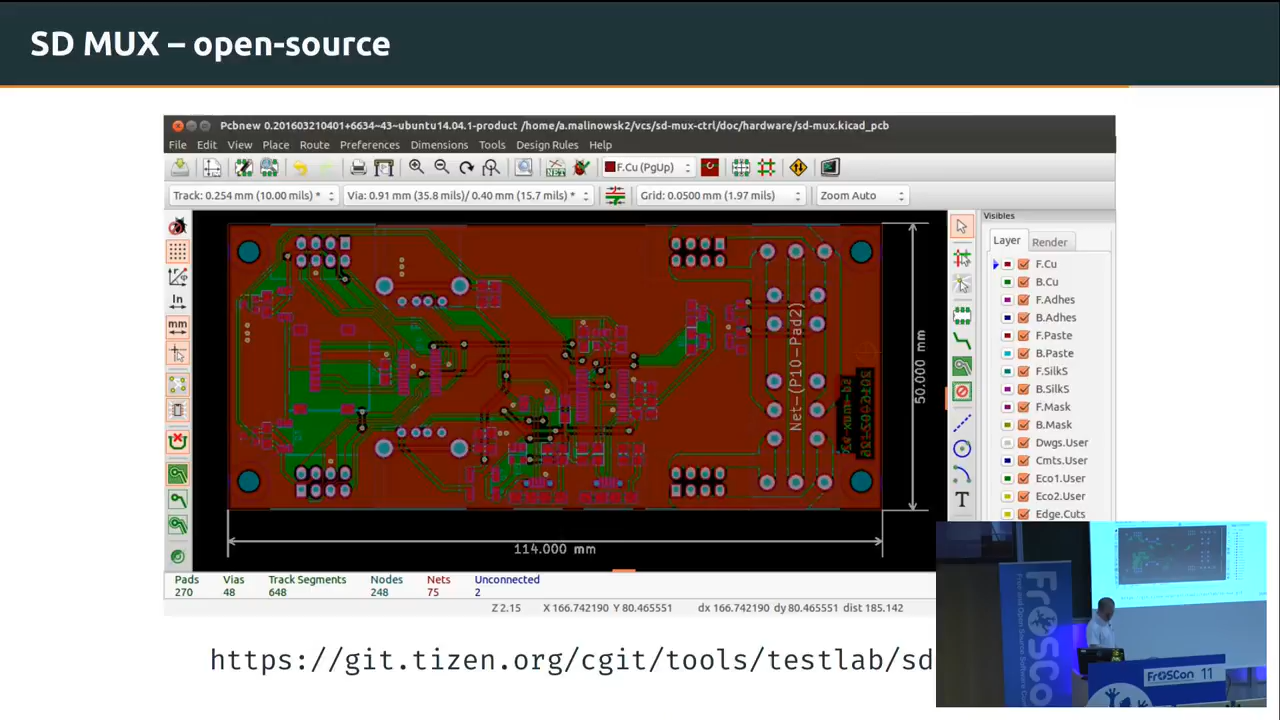 SD MUX – open-source
Pcbnew 0.201603210401+6634~43~ubuntu14.04.1-product /home/a.malinowsk2/vcs/sd-mux-ctrl/doc/hardware/sd-mux.kicad_pcb
File Edit View Place Route Preferences Dimensions Tools Design Rules Help
NET
F.Cu (PgUp)
Track: 0.254 mm (10.00 mils) *
Via: 0.91 mm (35.8 mils)/ 0.40 mm (15.7 mils) *
Grid: 0.0500 mm (1.97 mils)
Zoom Auto
In
mm
Net-(P10-Pad2)
50.000 mm
114.000 mm
T
Visibles
Layer Render
F.Cu
B.Cu
F.Adhes
B.Adhes
F.Paste
B.Paste
F.SilkS
B.SilkS
F.Mask
B.Mask
Dwgs.User
Cmts.User
Eco1.User
Eco2.User
Edge.Cuts
Pads Vias Track Segments Nodes Nets Unconnected
270 48 648 248 75 2
Z 2.15 X 166.742190 Y 80.465551 dx 166.742190 dy 80.465551 dist 185.142
https://git.tizen.org/cgit/tools/testlab/sd
FrOSCon
FrOSCon 11